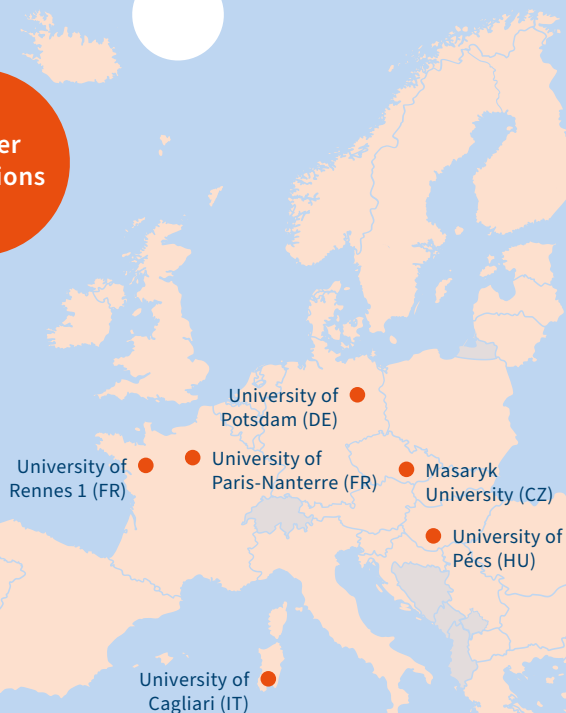 er
ions
University of
Potsdam (DE)
University of
Rennes 1 (FR)
University of
Paris-Nanterre (FR)
Masaryk
University (CZ)
University of
Pécs (HU)
University of
Cagliari (IT)